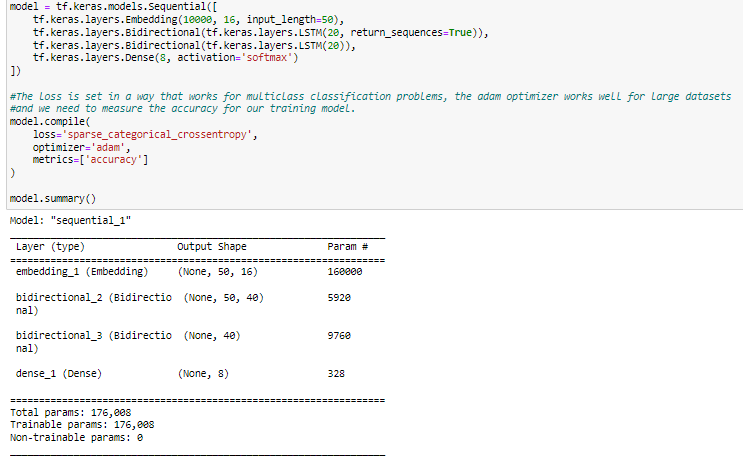 model = tf.keras.models.Sequential([
    tf.keras.layers.Embedding(10000, 16, input_length=50),
    tf.keras.layers.Bidirectional(tf.keras.layers.LSTM(20, return_sequences=True)),
    tf.keras.layers.Bidirectional(tf.keras.layers.LSTM(20)),
    tf.keras.layers.Dense(8, activation='softmax')
])
#The loss is set in a way that works for multiclass classification problems, the adam optimizer works well for large datasets
#and we need to measure the accuracy for our training model.
model.compile(
    loss='sparse_categorical_crossentropy',
    optimizer='adam',
    metrics=['accuracy']
)
model.summary()
Model: "sequential_1"
_________________________________________________________________
Layer (type)                Output Shape              Param #
=================================================================
embedding_1 (Embedding)     (None, 50, 16)            160000
bidirectional_2 (Bidirectio  (None, 50, 40)           5920
nal)
bidirectional_3 (Bidirectio  (None, 40)               9760
nal)
dense_1 (Dense)             (None, 8)                 328
=================================================================
Total params: 176,008
Trainable params: 176,008
Non-trainable params: 0
_________________________________________________________________